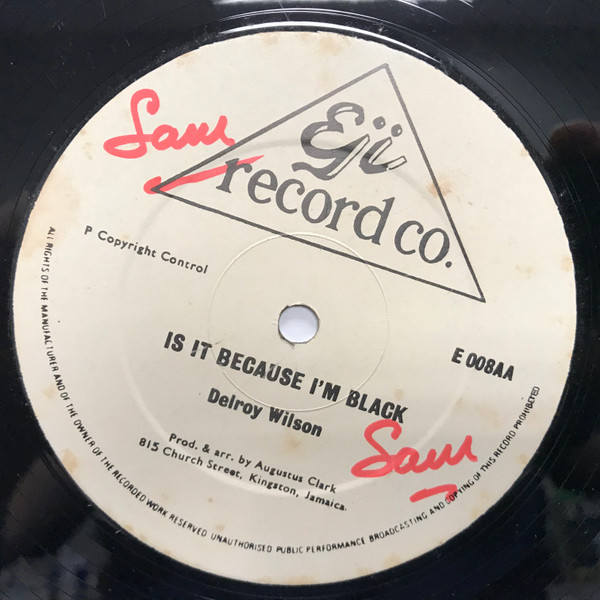 Sam
Eji
record co.
P Copyright Control
E 008AA
IS IT BECAUSE I'M BLACK
Delroy Wilson
Prod. & arr. by Augustus Clark
815 Church Street, Kingston, Jamaica.
Sam
ALL RIGHTS OF THE MANUFACTURER AND OF THE OWNER OF THE RECORDED WORK RESERVED UNAUTHORISED PUBLIC PERFORMANCE BROADCASTING AND COPYING OF THIS RECORD PROHIBITED